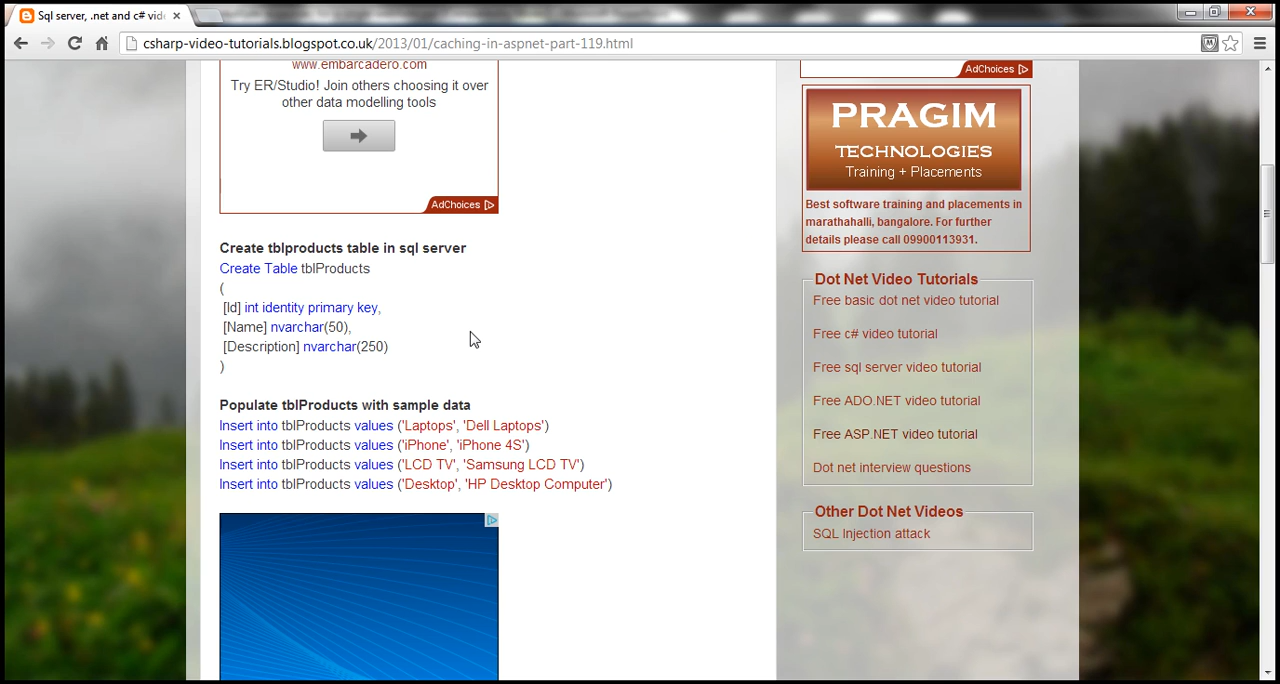 Sql server, .net and c# vide
csharp-video-tutorials.blogspot.co.uk/2013/01/caching-in-aspnet-part-119.html
www.embarcadero.com
Try ER/Studio! Join others choosing it over
other data modelling tools
AdChoices
Create tblproducts table in sql server
Create Table tblProducts
(
[Id] int identity primary key,
[Name] nvarchar(50),
[Description] nvarchar(250)
)
Populate tblProducts with sample data
Insert into tblProducts values ('Laptops', 'Dell Laptops')
Insert into tblProducts values ('iPhone', 'iPhone 4S')
Insert into tblProducts values ('LCD TV', 'Samsung LCD TV')
Insert into tblProducts values ('Desktop', 'HP Desktop Computer')
AdChoices
PRAGIM
TECHNOLOGIES
Training + Placements
Best software training and placements in
marathahalli, bangalore. For further
details please call 09900113931.
Dot Net Video Tutorials
Free basic dot net video tutorial
Free c# video tutorial
Free sql server video tutorial
Free ADO.NET video tutorial
Free ASP.NET video tutorial
Dot net interview questions
Other Dot Net Videos
SQL Injection attack